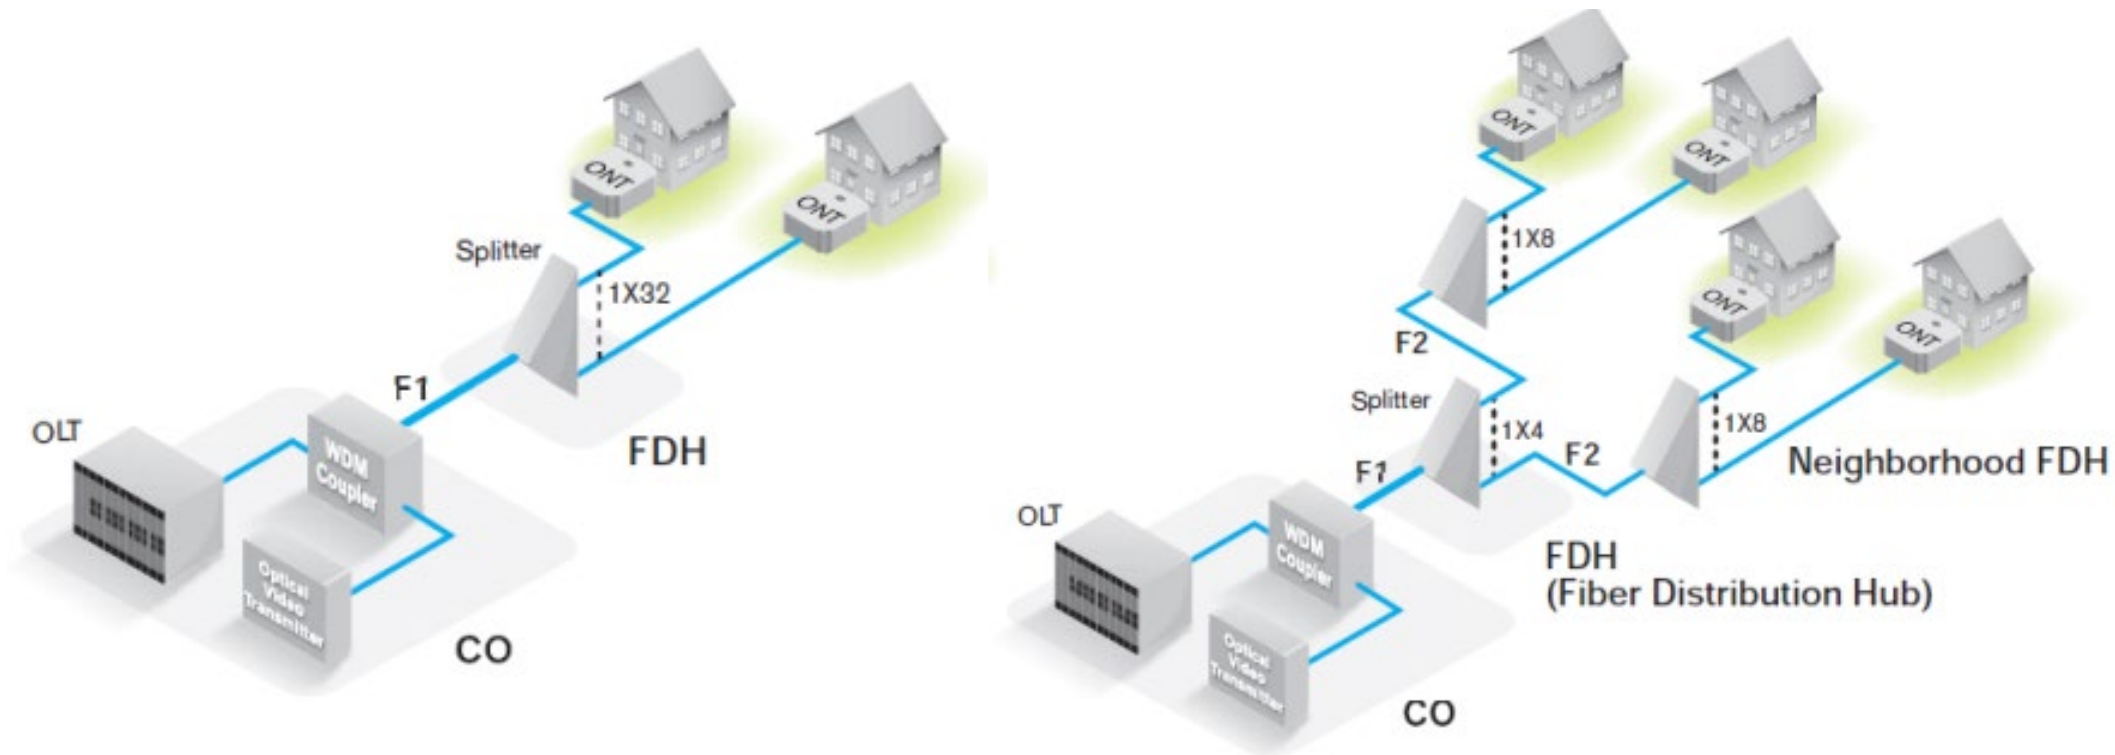 ONT
ONT
Splitter
1X32
F1
FDH
OLT
WDM
Coupler
Optical
Video
Transmitter
CO
ONT
ONT
1X8
ONT
ONT
F2
Splitter
1X4
F2
1X8
Neighborhood FDH
F1
OLT
WDM
Coupler
FDH
(Fiber Distribution Hub)
Optical
Video
Transmitter
CO